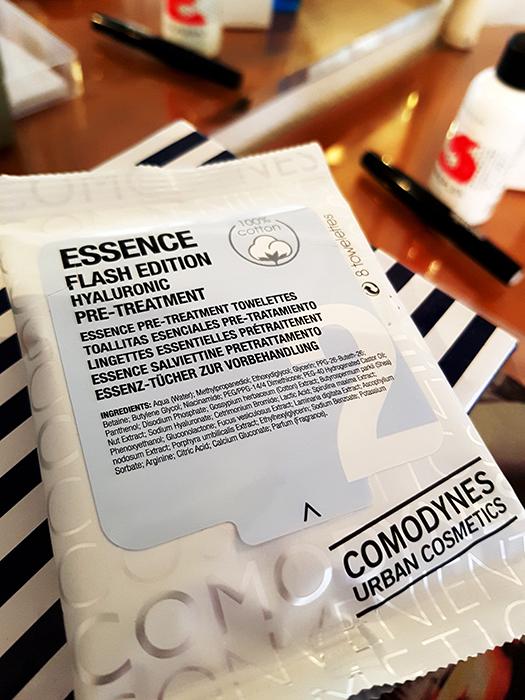 ESSENCE
FLASH EDITION
HYALURONIC
PRE-TREATMENT
100%
cotton
8 towelettes
ESSENCE PRE-TREATMENT TOWELETTES
TOALLITAS ESENCIALES PRE-TRATAMIENTO
LINGETTES ESSENTIELLES PRÉTRAITEMENT
ESSENCE SALVIETTINE PRETRATTAMENTO
ESSENZ-TÜCHER ZUR VORBEHANDLUNG
INGREDIENTS: Aqua (Water); Methylpropanediol; Ethoxydiglycol; Glycerin; PPG-26-Buteth-26;
Betaine; Butylene Glycol; Niacinamide; PEG/PPG-14/4 Dimethicone; PEG-40 Hydrogenated Castor Oil;
Panthenol; Disodium Phosphate; Gossypium herbaceum (Cotton) Extract; Butyrospermum parkii (Shea)
Nut Extract; Sodium Hyaluronate; Cetrimonium Bromide; Lactic Acid; Spirulina maxima Extract;
Phenoxyethanol; Gluconolactone; Fucus vesiculosus Extract; Laminaria digitata Extract; Ascophyllum
nodosum Extract; Porphyra umbilicalis Extract; Ethylhexylglycerin; Sodium Benzoate; Potassium
Sorbate; Arginine; Citric Acid; Calcium Gluconate; Parfum (Fragrance).
2
COMODYNES
URBAN COSMETICS